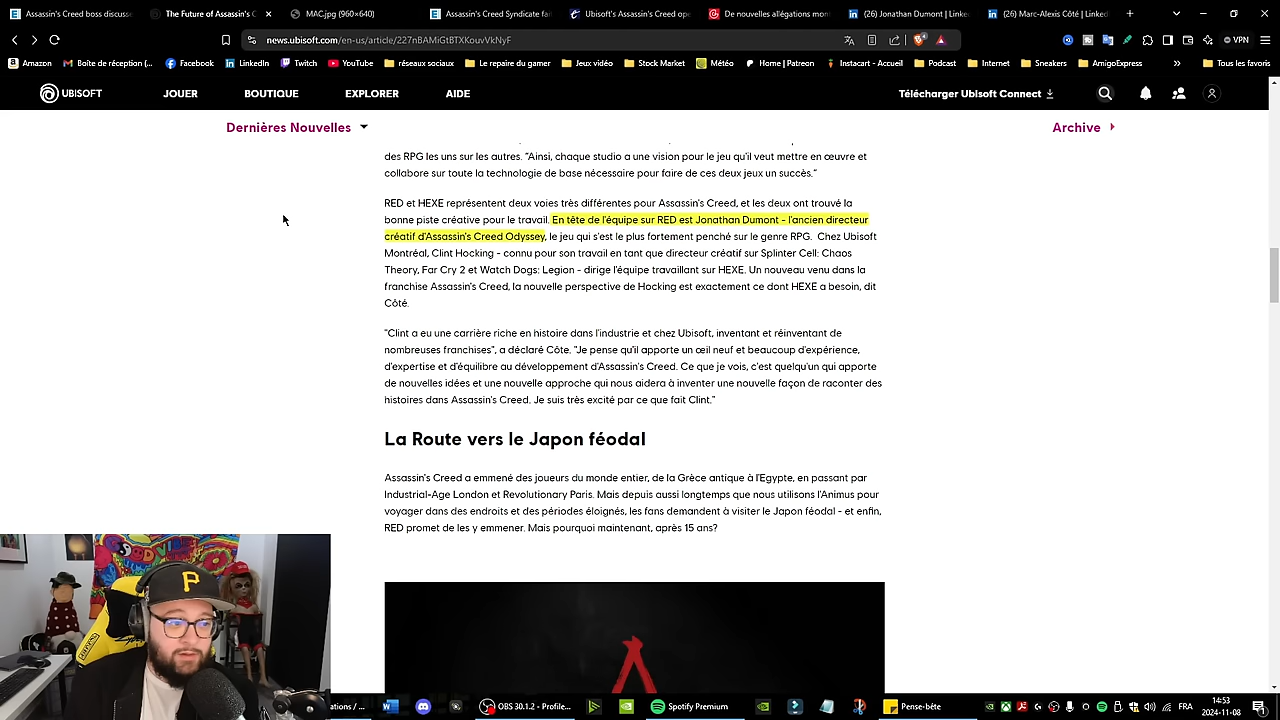 Assassin's Creed boss discuss
The Future of Assassin's C
MAC.jpg (960×640)
Assassin's Creed Syndicate fai
Ubisoft's Assassin's Creed ope
De nouvelles allégations mon
(26) Jonathan Dumont | Linke
(26) Marc-Alexis Côté | Linked
news.ubisoft.com/en-us/article/227nBAMiGtBTXKouvVkNyF
VPN
Amazon
Boîte de réception (...
Facebook
LinkedIn
Twitch
YouTube
réseaux sociaux
Le repaire du gamer
Jeux vidéo
Stock Market
Météo
Home | Patreon
Instacart - Accueil
Podcast
Internet
Sneakers
AmigoExpress
Tous les favoris
UBISOFT
JOUER
BOUTIQUE
EXPLORER
AIDE
Télécharger Ubisoft Connect
Dernières Nouvelles
Archive
des RPG les uns sur les autres. "Ainsi, chaque studio a une vision pour le jeu qu'il veut mettre en œuvre et
collabore sur toute la technologie de base nécessaire pour faire de ces deux jeux un succès."
RED et HEXE représentent deux voies très différentes pour Assassin's Creed, et les deux ont trouvé la
bonne piste créative pour le travail. En tête de l'équipe sur RED est Jonathan Dumont - l'ancien directeur
créatif d'Assassin's Creed Odyssey, le jeu qui s'est le plus fortement penché sur le genre RPG. Chez Ubisoft
Montréal, Clint Hocking - connu pour son travail en tant que directeur créatif sur Splinter Cell: Chaos
Theory, Far Cry 2 et Watch Dogs: Legion - dirige l'équipe travaillant sur HEXE. Un nouveau venu dans la
franchise Assassin's Creed, la nouvelle perspective de Hocking est exactement ce dont HEXE a besoin, dit
Côté.
"Clint a eu une carrière riche en histoire dans l'industrie et chez Ubisoft, inventant et réinventant de
nombreuses franchises", a déclaré Côte. "Je pense qu'il apporte un œil neuf et beaucoup d'expérience,
d'expertise et d'équilibre au développement d'Assassin's Creed. Ce que je vois, c'est quelqu'un qui apporte
de nouvelles idées et une nouvelle approche qui nous aidera à inventer une nouvelle façon de raconter des
histoires dans Assassin's Creed. Je suis très excité par ce que fait Clint."
La Route vers le Japon féodal
Assassin's Creed a emmené des joueurs du monde entier, de la Grèce antique à l'Egypte, en passant par
Industrial-Age London et Revolutionary Paris. Mais depuis aussi longtemps que nous utilisons l'Animus pour
voyager dans des endroits et des périodes éloignés, les fans demandent à visiter le Japon féodal - et enfin,
RED promet de les y emmener. Mais pourquoi maintenant, après 15 ans?
P
ations / ...
OBS 30.1.2 - Profile...
Spotify Premium
Pense-bête
FRA
14:53
2024-11-08